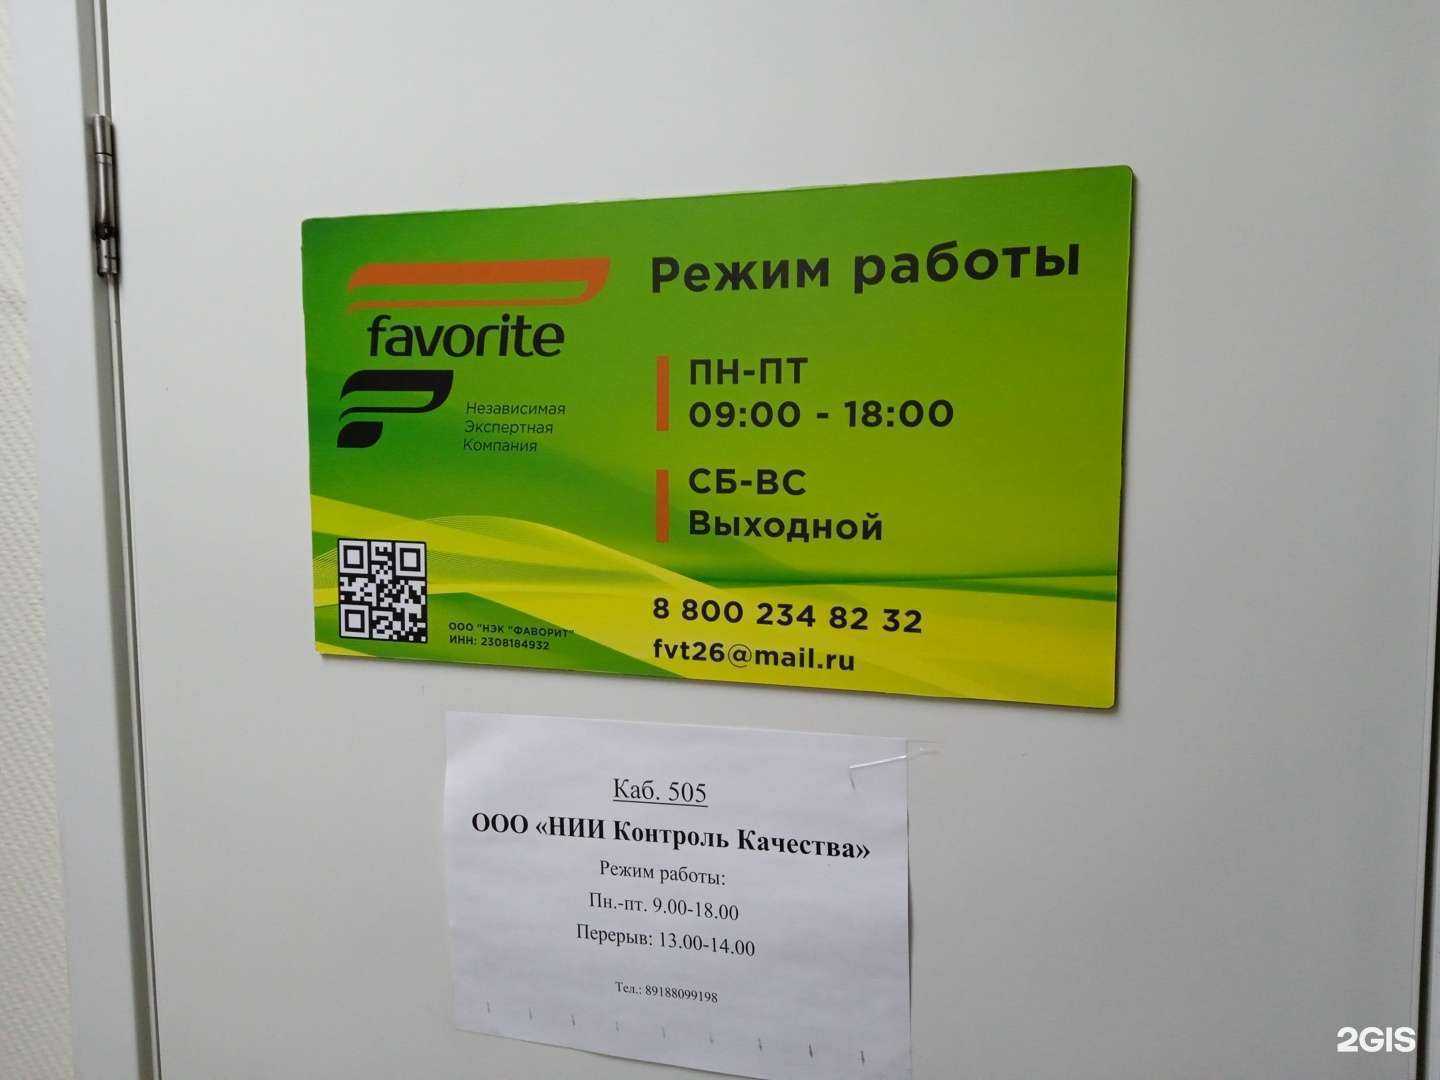 favorite
Независимая
Экспертная
Компания
Режим работы
ПН-ПТ
09:00 - 18:00
СБ-ВС
Выходной
8 800 234 82 32
fvt26@mail.ru
ООО "НЭК "ФАВОРИТ"
ИНН: 2308184932
Каб. 505
ООО «НИИ Контроль Качества»
Режим работы:
Пн.-пт. 9.00-18.00
Перерыв: 13.00-14.00
Тел.: 89188099198
2GIS